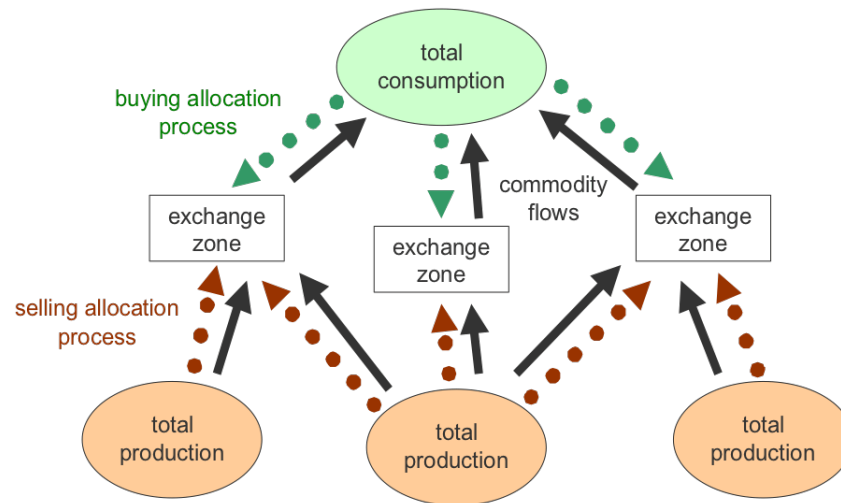 total
consumption
buying allocation
process
commodity
flows
exchange
zone
exchange
zone
exchange
zone
selling allocation
process
total
production
total
production
total
production